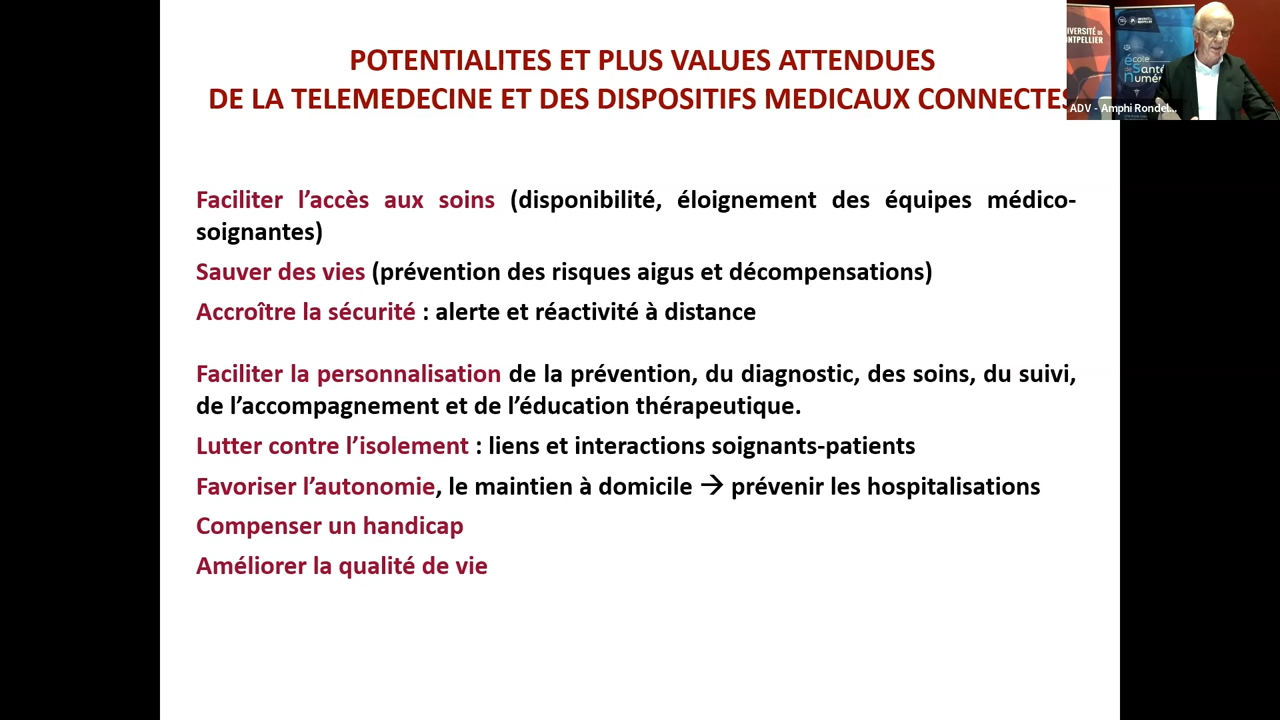 POTENTIALITES ET PLUS VALUES ATTENDUES
DE LA TELEMEDECINE ET DES DISPOSITIFS MEDICAUX CONNECTES
Faciliter l’accès aux soins (disponibilité, éloignement des équipes médico-
soignantes)
Sauver des vies (prévention des risques aigus et décompensations)
Accroître la sécurité : alerte et réactivité à distance
Faciliter la personnalisation de la prévention, du diagnostic, des soins, du suivi,
de l’accompagnement et de l’éducation thérapeutique.
Lutter contre l’isolement : liens et interactions soignants-patients
Favoriser l’autonomie, le maintien à domicile → prévenir les hospitalisations
Compenser un handicap
Améliorer la qualité de vie
ADV - Amphi Rondel...
école
de Santé
Numér